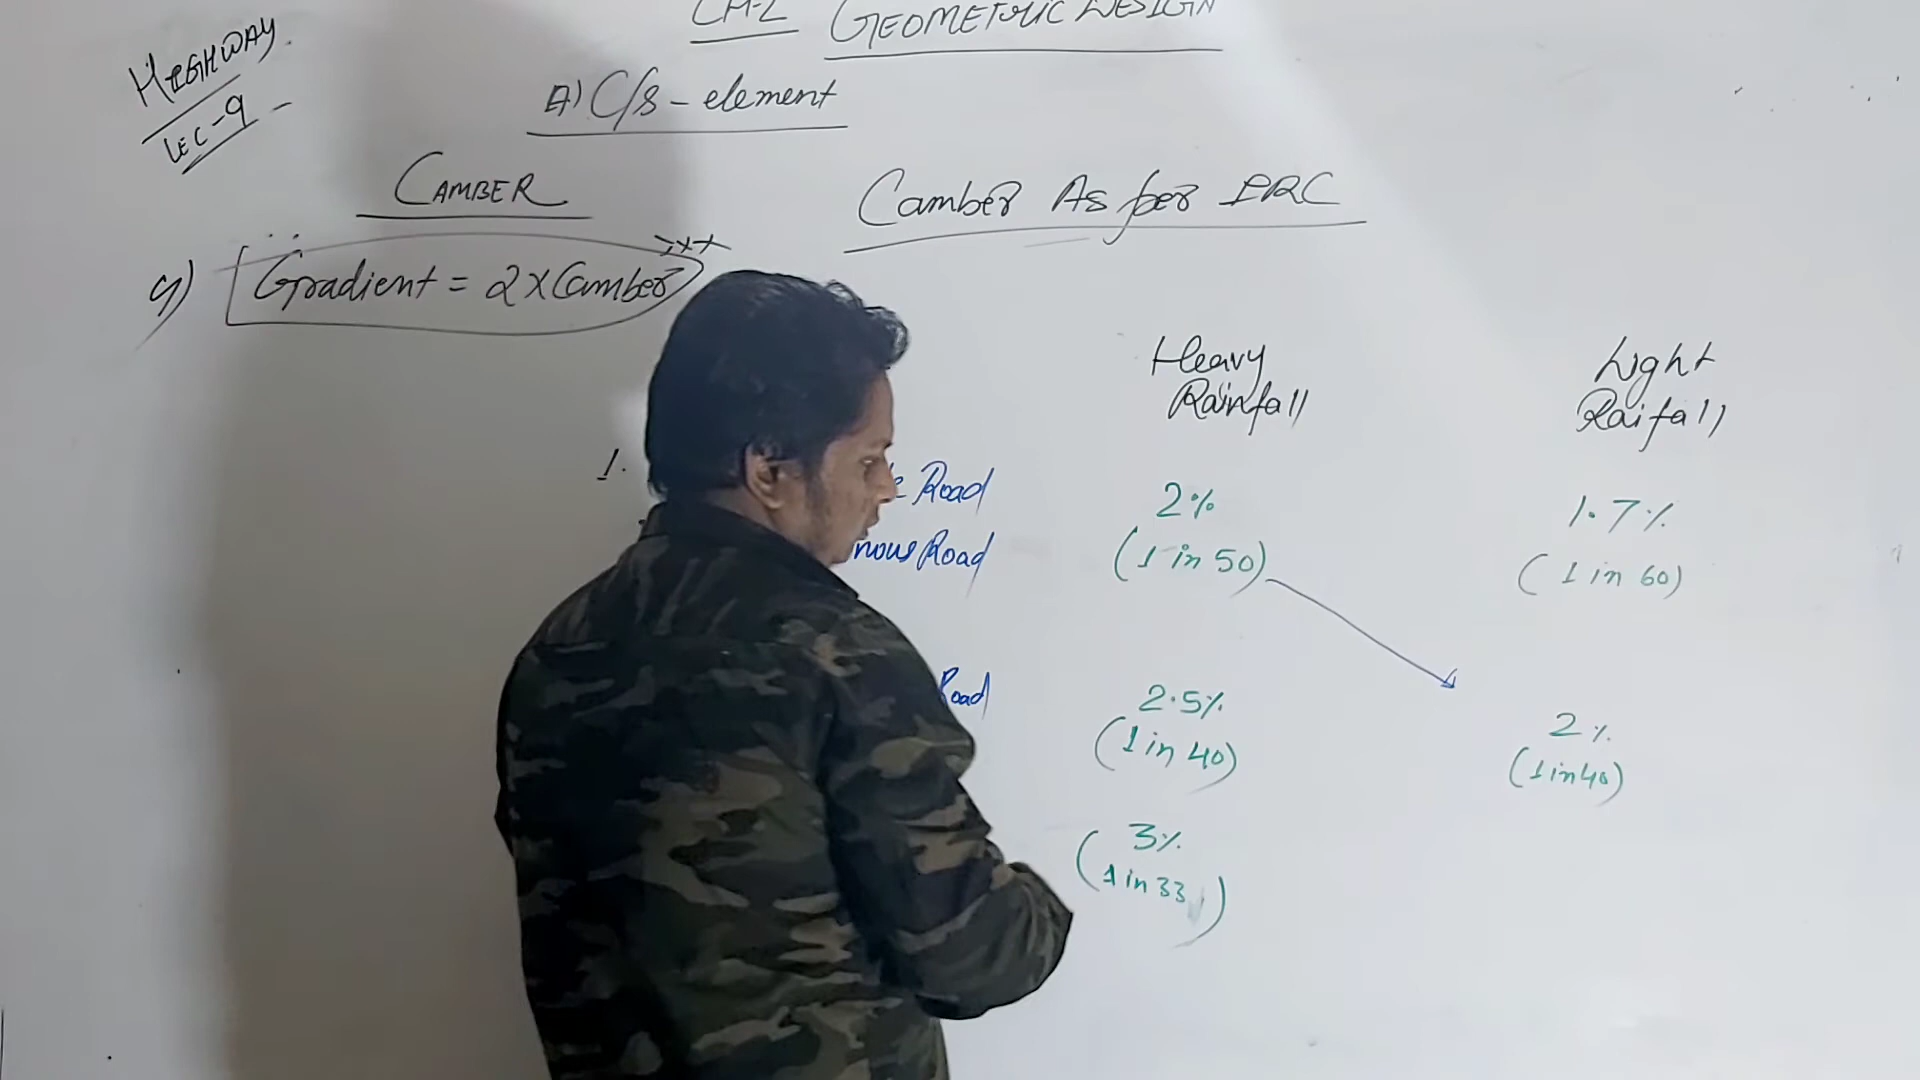 CH-2 GEOMETRIC DESIGN
HIGHWAY
LEC-9
A) C/S - element
CAMBER
Camber As per IRC
Gradient = 2 x Camber
Heavy
Rainfall
Light
Raifall
1.
Road
2%
1.7%
Road
(1 in 50)
(1 in 60)
Road
2.5%
2%
(1 in 40)
(1 in 40)
3%
(1 in 33)